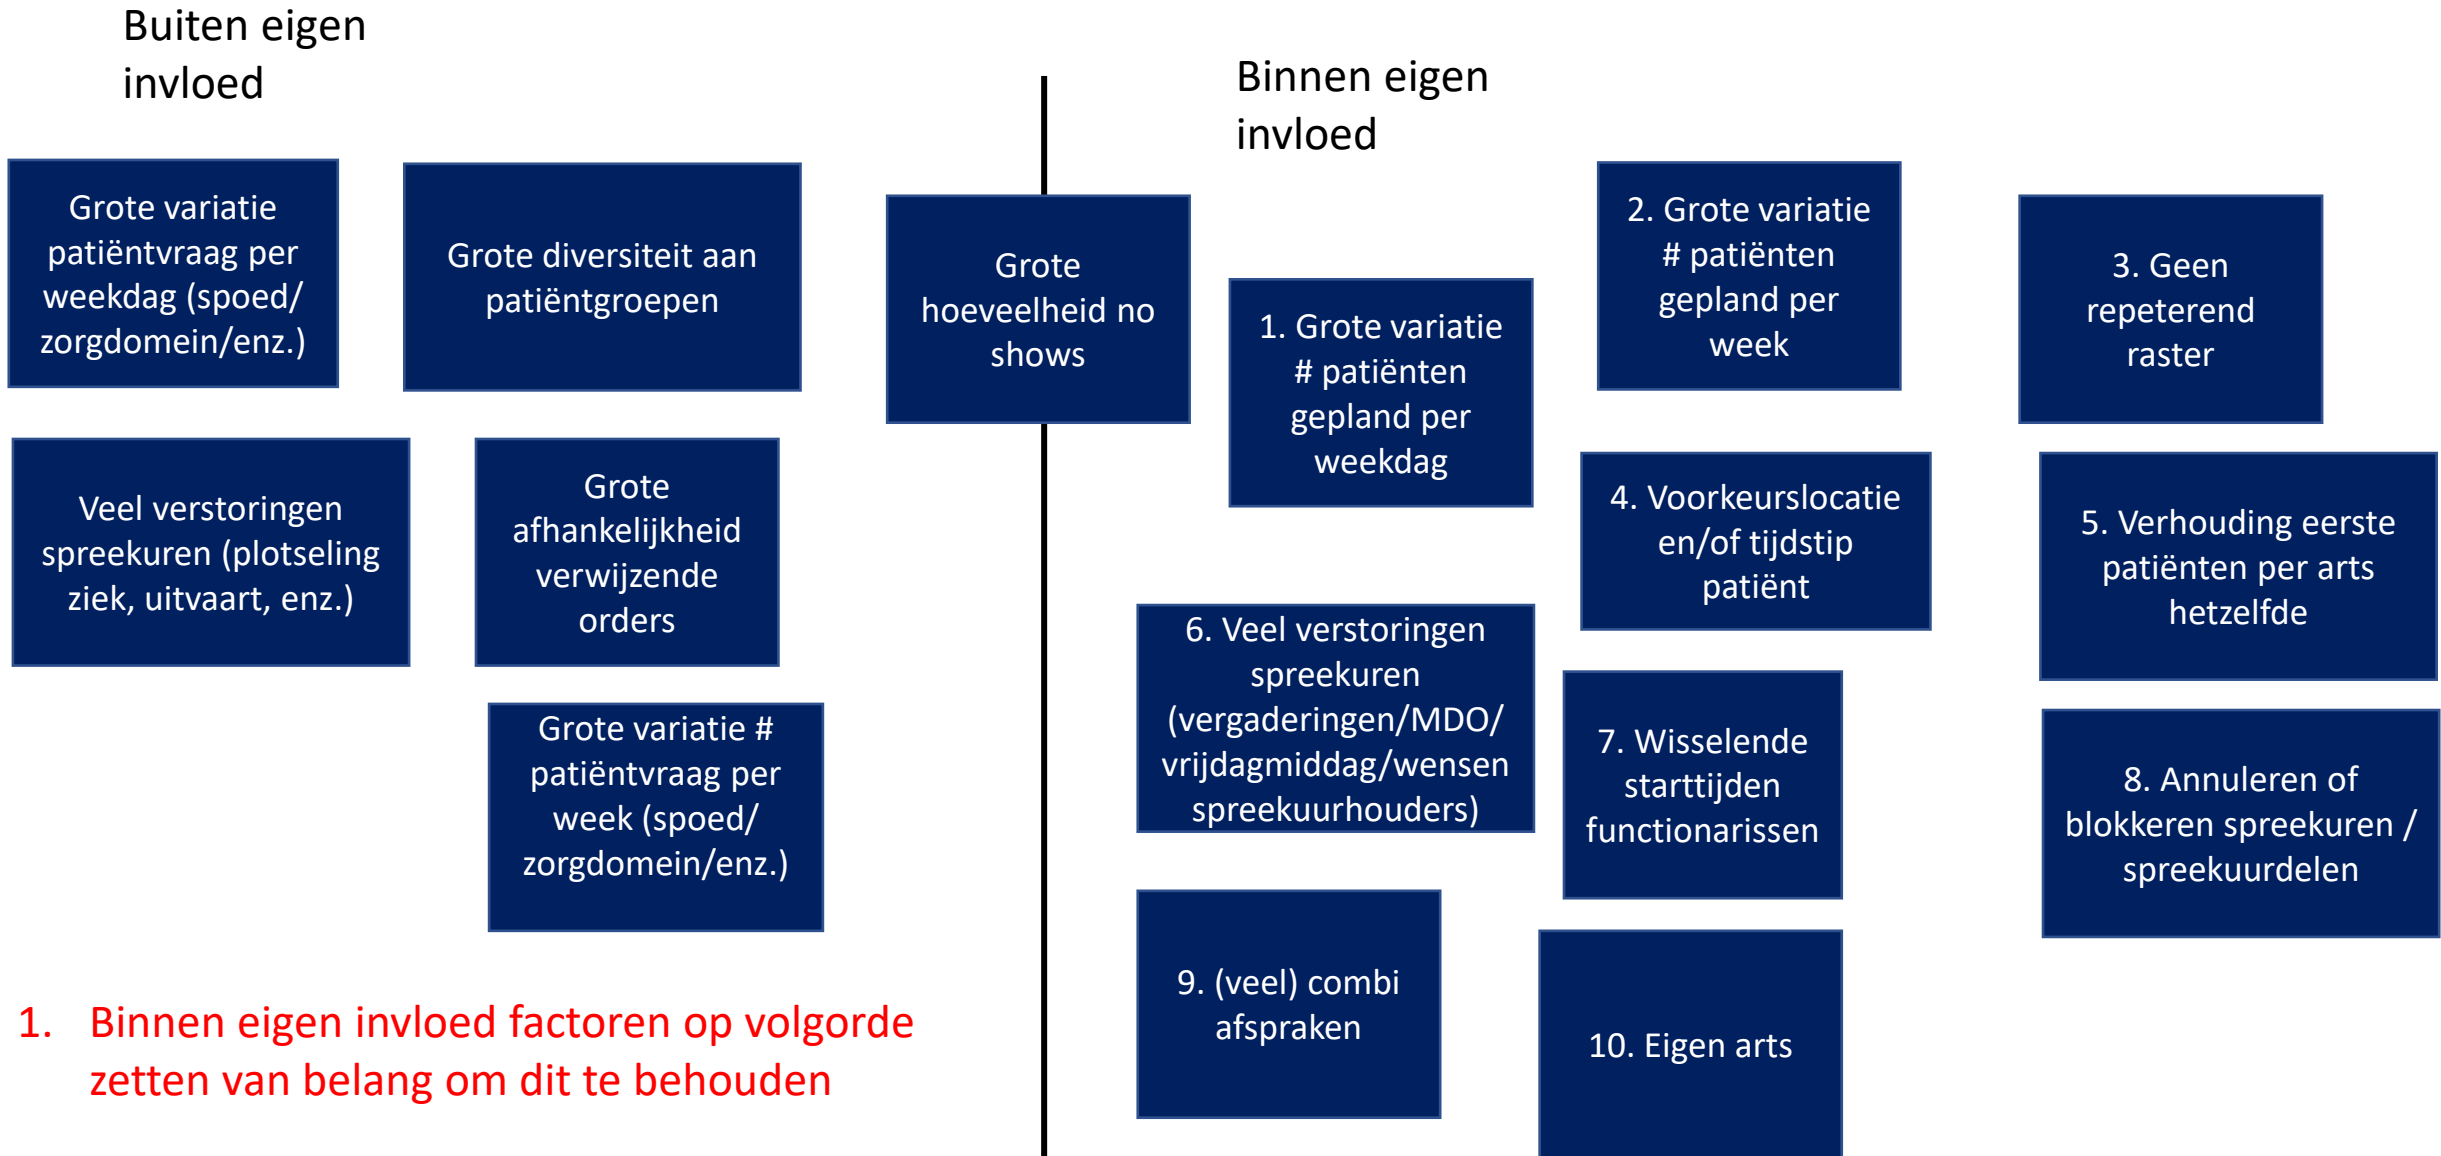 Buiten eigen
invloed
Binnen eigen
invloed
Grote variatie
patiëntvraag per
weekdag (spoed/
zorgdomein/enz.)
Grote diversiteit aan
patiëntgroepen
Grote
hoeveelheid no
shows
1. Grote variatie
# patiënten
gepland per
weekdag
2. Grote variatie
# patiënten
gepland per
week
3. Geen
repeterend
raster
Veel verstoringen
spreekuren (plotseling
ziek, uitvaart, enz.)
Grote
afhankelijkheid
verwijzende
orders
4. Voorkeurslocatie
en/of tijdstip
patiënt
5. Verhouding eerste
patiënten per arts
hetzelfde
6. Veel verstoringen
spreekuren
(vergaderingen/MDO/
vrijdagmiddag/wensen
spreekuurhouders)
Grote variatie #
patiëntvraag per
week (spoed/
zorgdomein/enz.)
7. Wisselende
starttijden
functionarissen
8. Annuleren of
blokkeren spreekuren /
spreekuurdelen
9. (veel) combi
afspraken
10. Eigen arts
1. Binnen eigen invloed factoren op volgorde
zetten van belang om dit te behouden